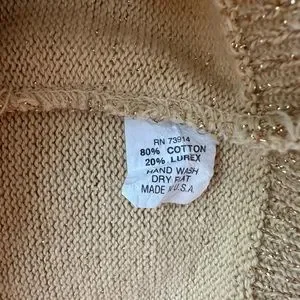 RN 73914
80% COTTON
20% LUREX
HAND WASH
DRY FLAT
MADE N U.S.A.